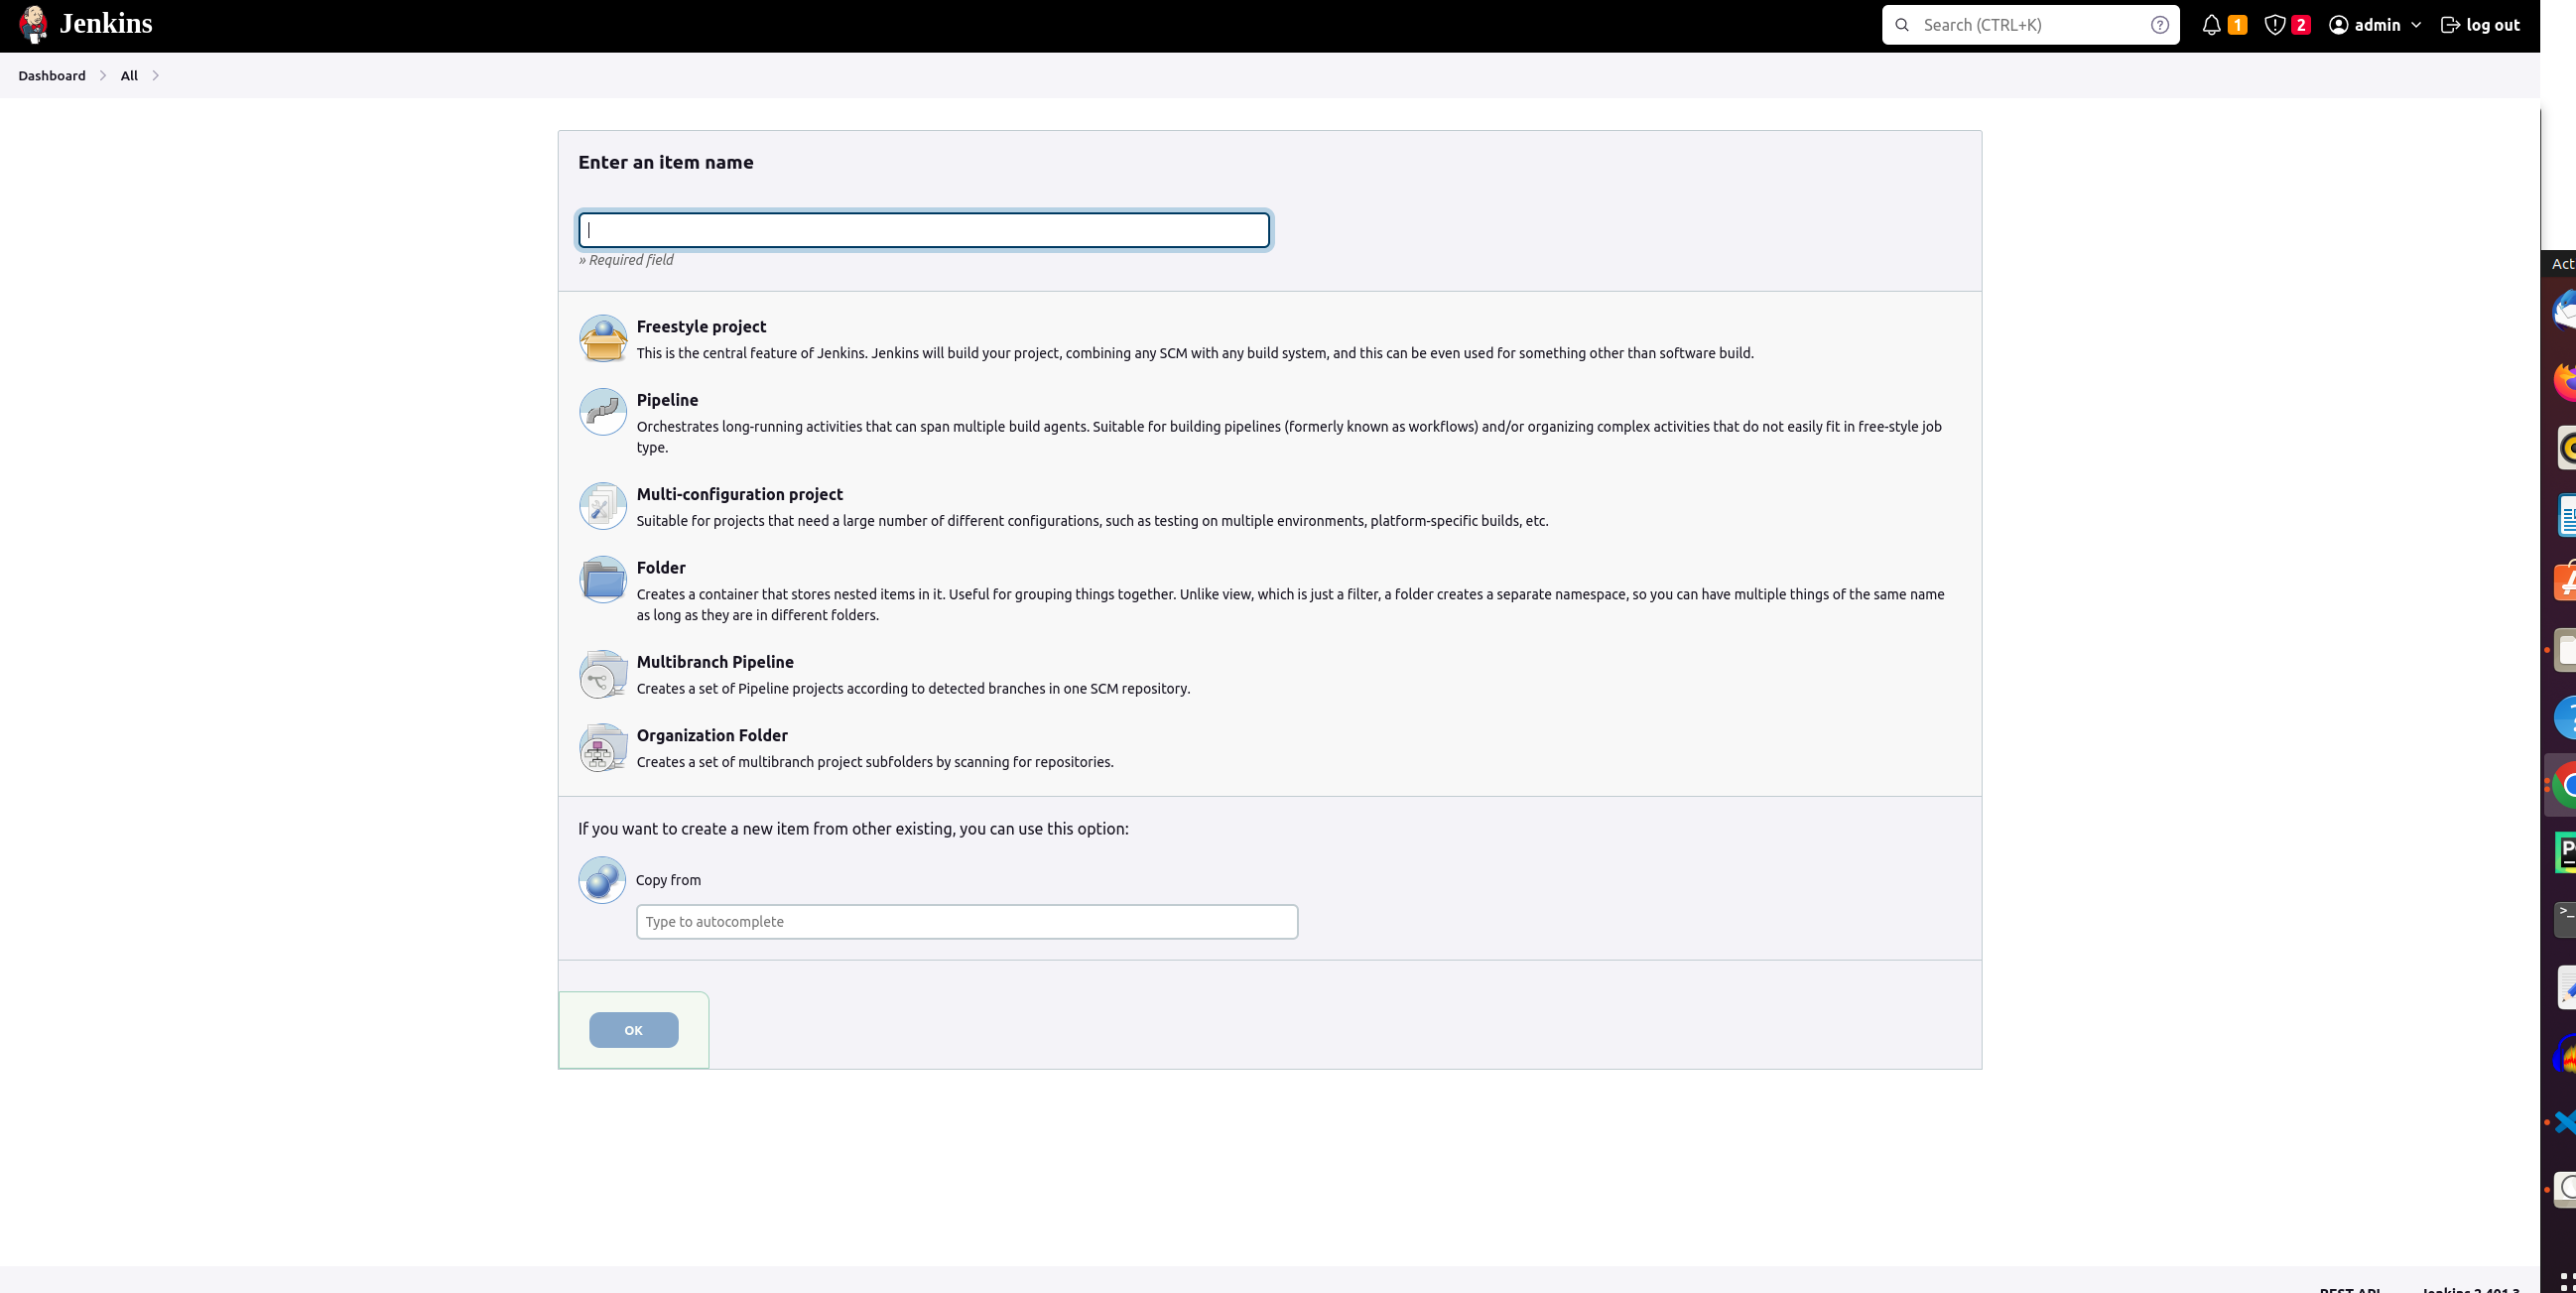 Jenkins
Search (CTRL+K)
1
2
admin
log out
Dashboard
All
Act
Enter an item name
» Required field
Freestyle project
This is the central feature of Jenkins. Jenkins will build your project, combining any SCM with any build system, and this can be even used for something other than software build.
Pipeline
Orchestrates long-running activities that can span multiple build agents. Suitable for building pipelines (formerly known as workflows) and/or organizing complex activities that do not easily fit in free-style job
type.
Multi-configuration project
Suitable for projects that need a large number of different configurations, such as testing on multiple environments, platform-specific builds, etc.
Folder
Creates a container that stores nested items in it. Useful for grouping things together. Unlike view, which is just a filter, a folder creates a separate namespace, so you can have multiple things of the same name
as long as they are in different folders.
Multibranch Pipeline
Creates a set of Pipeline projects according to detected branches in one SCM repository.
Organization Folder
Creates a set of multibranch project subfolders by scanning for repositories.
If you want to create a new item from other existing, you can use this option:
Copy from
Type to autocomplete
OK
REST API
Jenkins 2.401.3